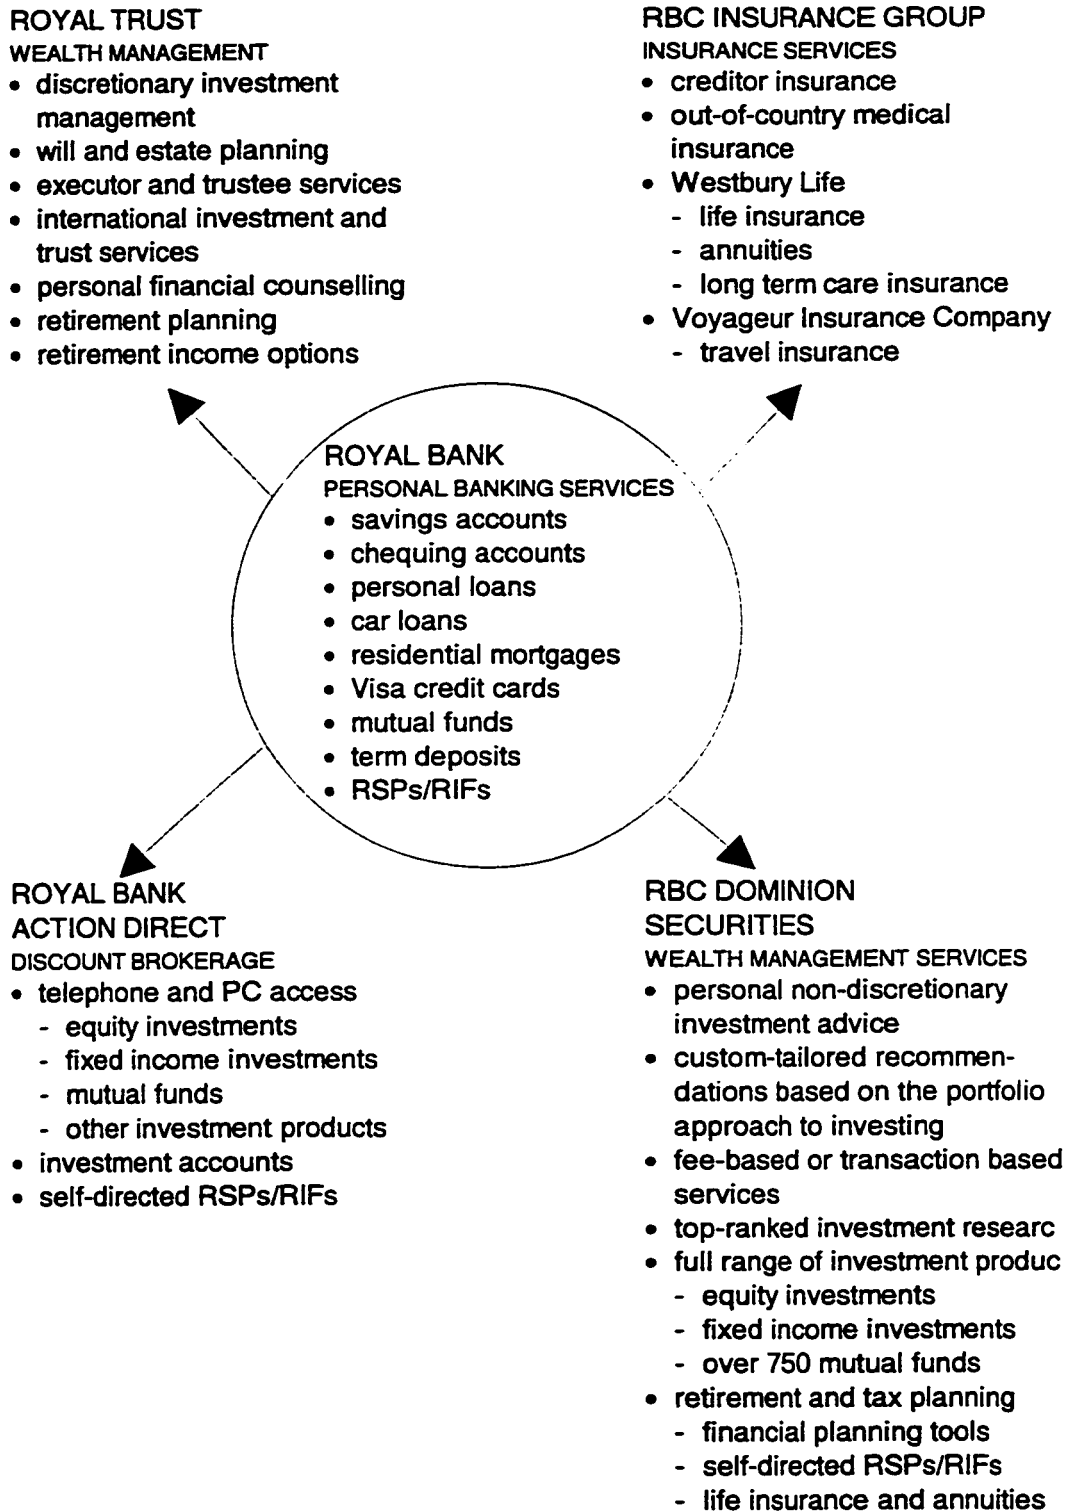 ROYAL TRUST
WEALTH MANAGEMENT
• discretionary investment
management
• will and estate planning
• executor and trustee services
• international investment and
trust services
• personal financial counselling
• retirement planning
• retirement income options
RBC INSURANCE GROUP
INSURANCE SERVICES
• creditor insurance
• out-of-country medical
insurance
• Westbury Life
- life insurance
- annuities
- long term care insurance
• Voyageur Insurance Company
- travel insurance
ROYAL BANK
PERSONAL BANKING SERVICES
• savings accounts
• chequing accounts
• personal loans
• car loans
• residential mortgages
• Visa credit cards
• mutual funds
• term deposits
• RSPs/RIFs
ROYAL BANK
ACTION DIRECT
DISCOUNT BROKERAGE
• telephone and PC access
- equity investments
- fixed income investments
- mutual funds
- other investment products
• investment accounts
• self-directed RSPs/RIFs
RBC DOMINION
SECURITIES
WEALTH MANAGEMENT SERVICES
• personal non-discretionary
investment advice
• custom-tailored recommen-
dations based on the portfolio
approach to investing
• fee-based or transaction based
services
• top-ranked investment researc
• full range of investment produc
- equity investments
- fixed income investments
- over 750 mutual funds
• retirement and tax planning
- financial planning tools
- self-directed RSPs/RIFs
- life insurance and annuities